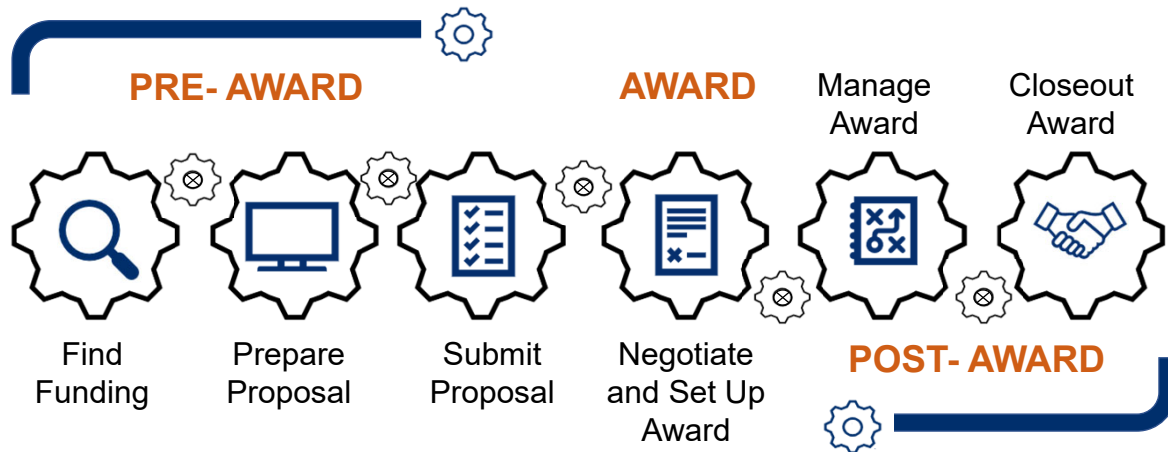 PRE- AWARD
AWARD
Manage
Award
Closeout
Award
Find
Funding
Prepare
Proposal
Submit
Proposal
Negotiate
and Set Up
Award
POST- AWARD